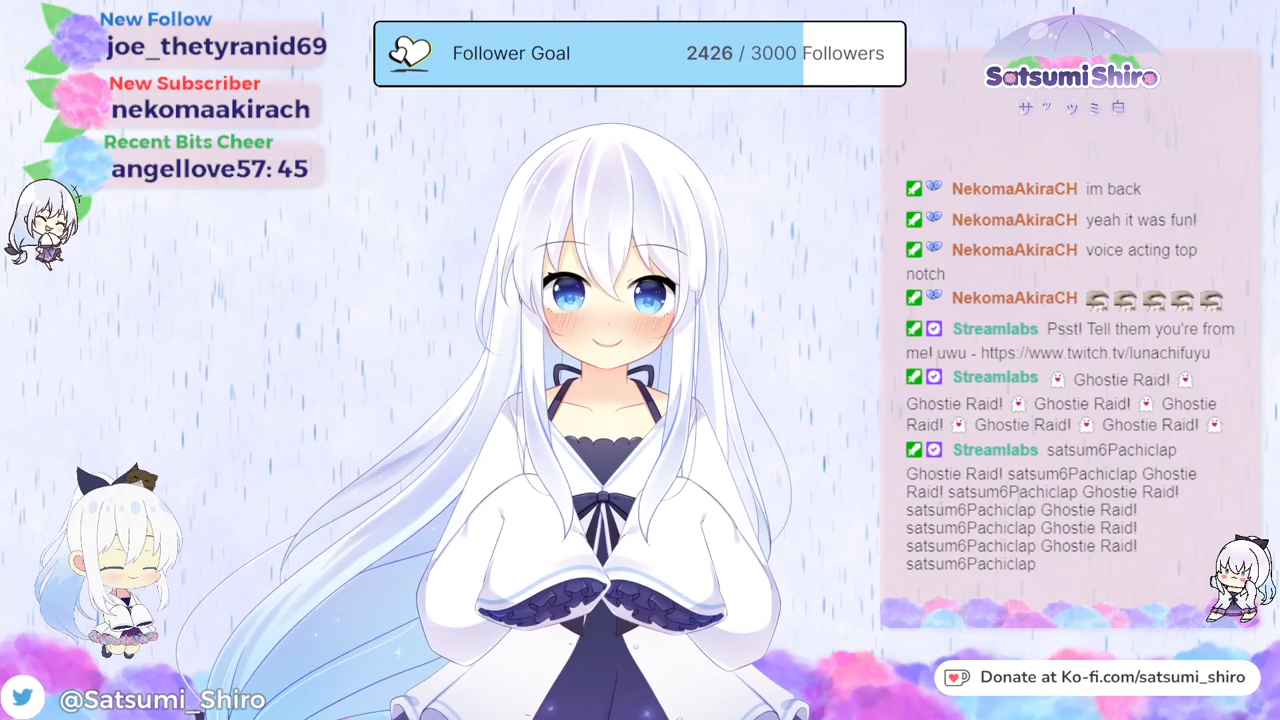 New Follow
joe_thetyranid69
New Subscriber
nekomaakirach
Recent Bits Cheer
angellove57: 45
Follower Goal 2426 / 3000 Followers
SatsumiShiro
サッツミ白
NekomaAkiraCH im back
NekomaAkiraCH yeah it was fun!
NekomaAkiraCH voice acting top
notch
NekomaAkiraCH
Streamlabs Psst! Tell them you're from
me! uwu - https://www.twitch.tv/lunachifuyu
Streamlabs Ghostie Raid!
Ghostie Raid! Ghostie Raid! Ghostie
Raid! Ghostie Raid! Ghostie Raid!
Streamlabs satsum6Pachiclap
Ghostie Raid! satsum6Pachiclap Ghostie
Raid! satsum6Pachiclap Ghostie Raid!
satsum6Pachiclap Ghostie Raid!
satsum6Pachiclap Ghostie Raid!
satsum6Pachiclap Ghostie Raid!
satsum6Pachiclap
@Satsumi_Shiro
Donate at Ko-fi.com/satsumi_shiro